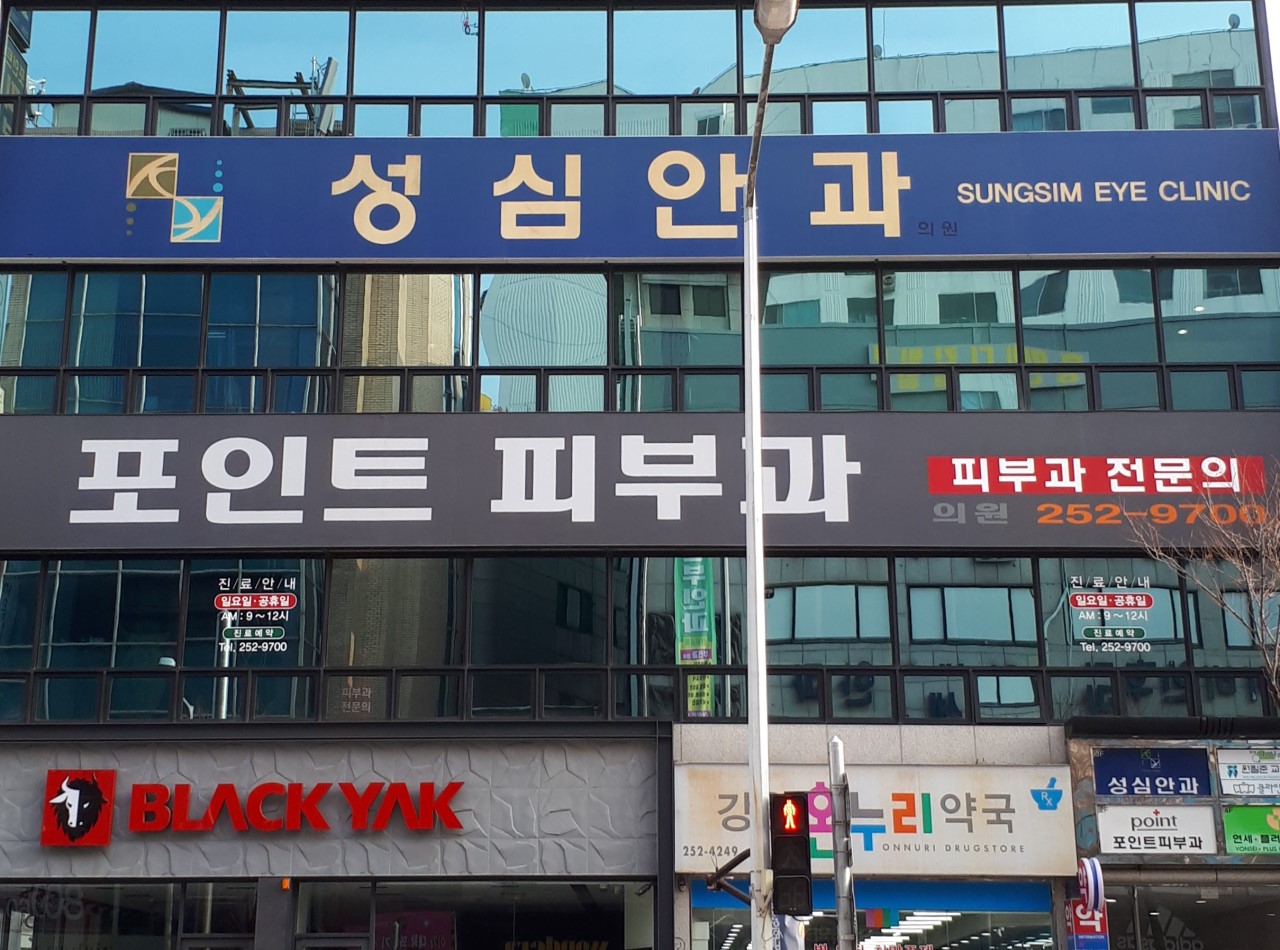 성심안과
의원
SUNGSIM EYE CLINIC
포인트 피부과
피부과 전문의
의원 252-9700
진/료/안/내
일요일·공휴일
AM : 9 ~ 12시
진료예약
Tel. 252-9700
진/료/안/내
일요일·공휴일
AM : 9 ~ 12시
진료예약
Tel. 252-9700
피부과
전문의
BLACKYAK
온누리약국
252-4249
ONNURI DRUGSTORE
성심안과
point
포인트피부과
약